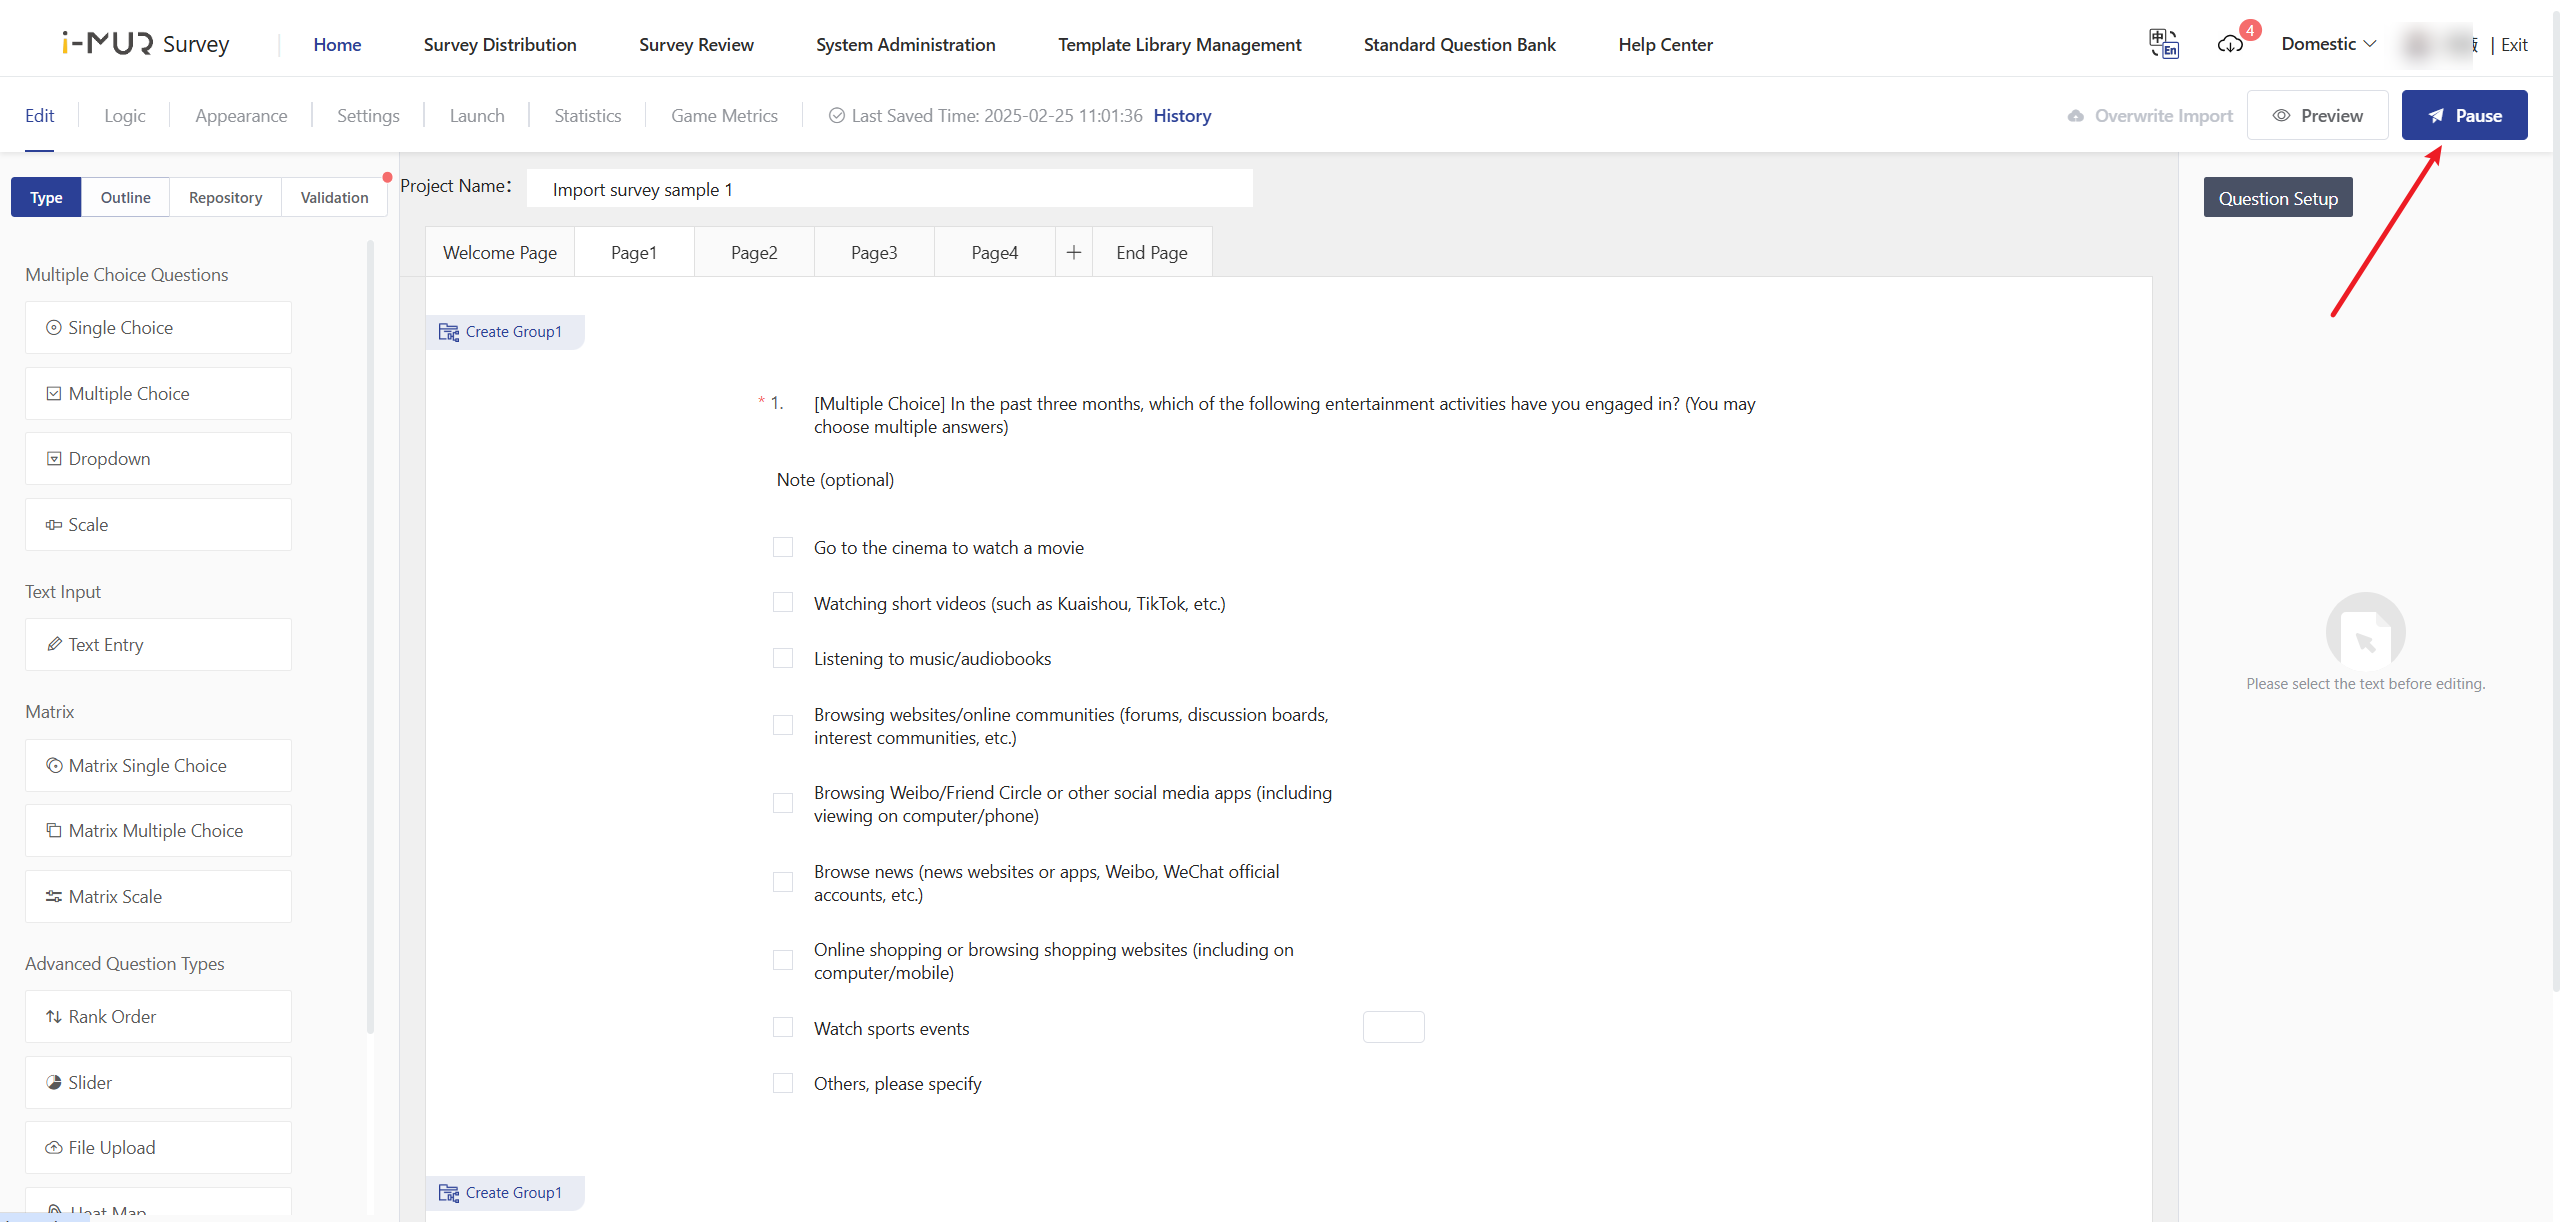 i-MUR Survey
Home
Survey Distribution
Survey Review
System Administration
Template Library Management
Standard Question Bank
Help Center
中
En
4
Domestic
| Exit
Edit
Logic
Appearance
Settings
Launch
Statistics
Game Metrics
Last Saved Time: 2025-02-25 11:01:36
History
Overwrite Import
Preview
Pause
Type
Outline
Repository
Validation
Project Name：
Import survey sample 1
Question Setup
Welcome Page
Page1
Page2
Page3
Page4
+
End Page
Multiple Choice Questions
Single Choice
Multiple Choice
Dropdown
Scale
Text Input
Text Entry
Matrix
Matrix Single Choice
Matrix Multiple Choice
Matrix Scale
Advanced Question Types
Rank Order
Slider
File Upload
Heat Map
Create Group1
* 1. [Multiple Choice] In the past three months, which of the following entertainment activities have you engaged in? (You may
choose multiple answers)
Note (optional)
Go to the cinema to watch a movie
Watching short videos (such as Kuaishou, TikTok, etc.)
Listening to music/audiobooks
Browsing websites/online communities (forums, discussion boards,
interest communities, etc.)
Browsing Weibo/Friend Circle or other social media apps (including
viewing on computer/phone)
Browse news (news websites or apps, Weibo, WeChat official
accounts, etc.)
Online shopping or browsing shopping websites (including on
computer/mobile)
Watch sports events
Others, please specify
Create Group1
Please select the text before editing.